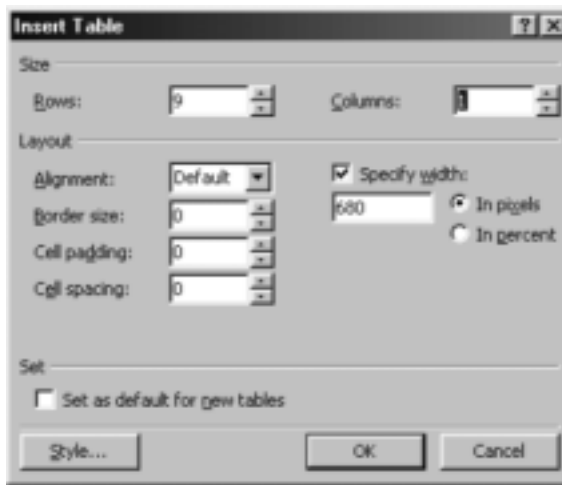 Insert Table
Size
Rows: 9 Columns: 1
Layout
Alignment: Default Specify width:
Border size: 0 680 In pixels
Cell padding: 0 In percent
Cell spacing: 0
Set
Set as default for new tables
Style... OK Cancel